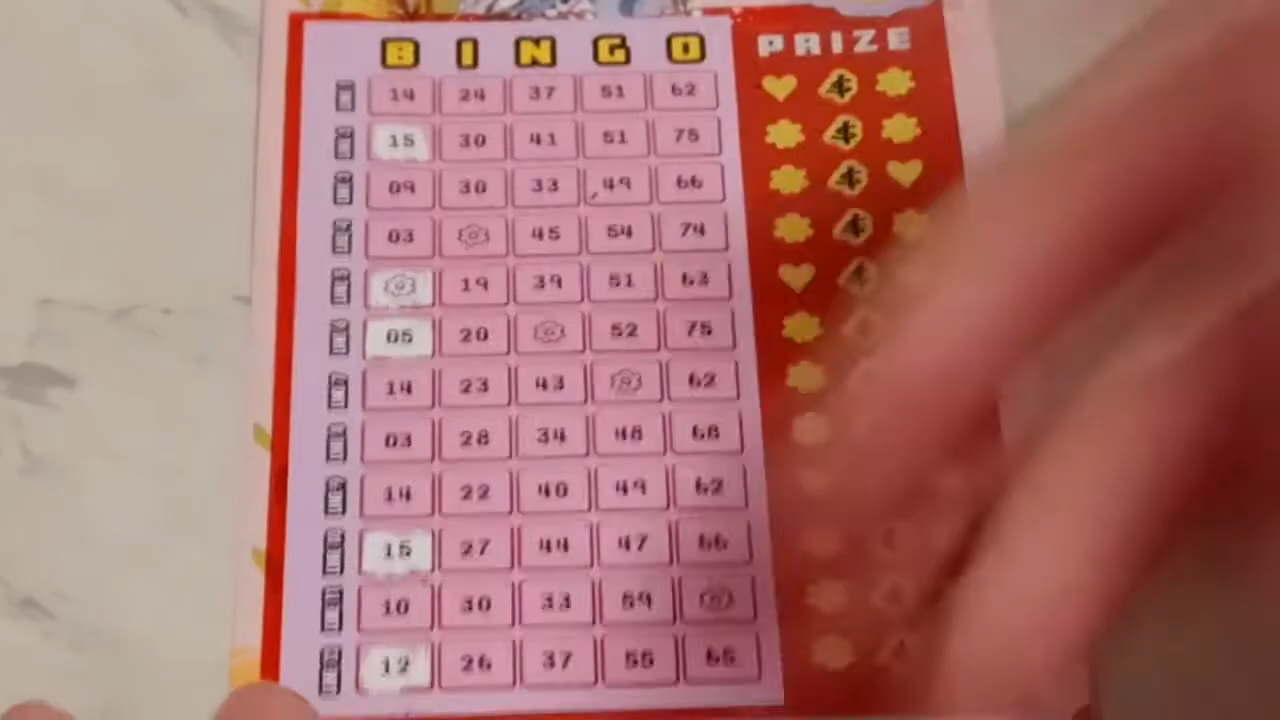 BINGO PRIZE
14 24 37 51 62
15 30 41 51 75
09 30 33 49 66
03 45 54 74
19 39 51 63
05 20 52 75
14 23 43 62
03 28 34 48 68
14 22 40 49 62
15 27 44 47 66
10 30 33 59
12 26 37 55 65